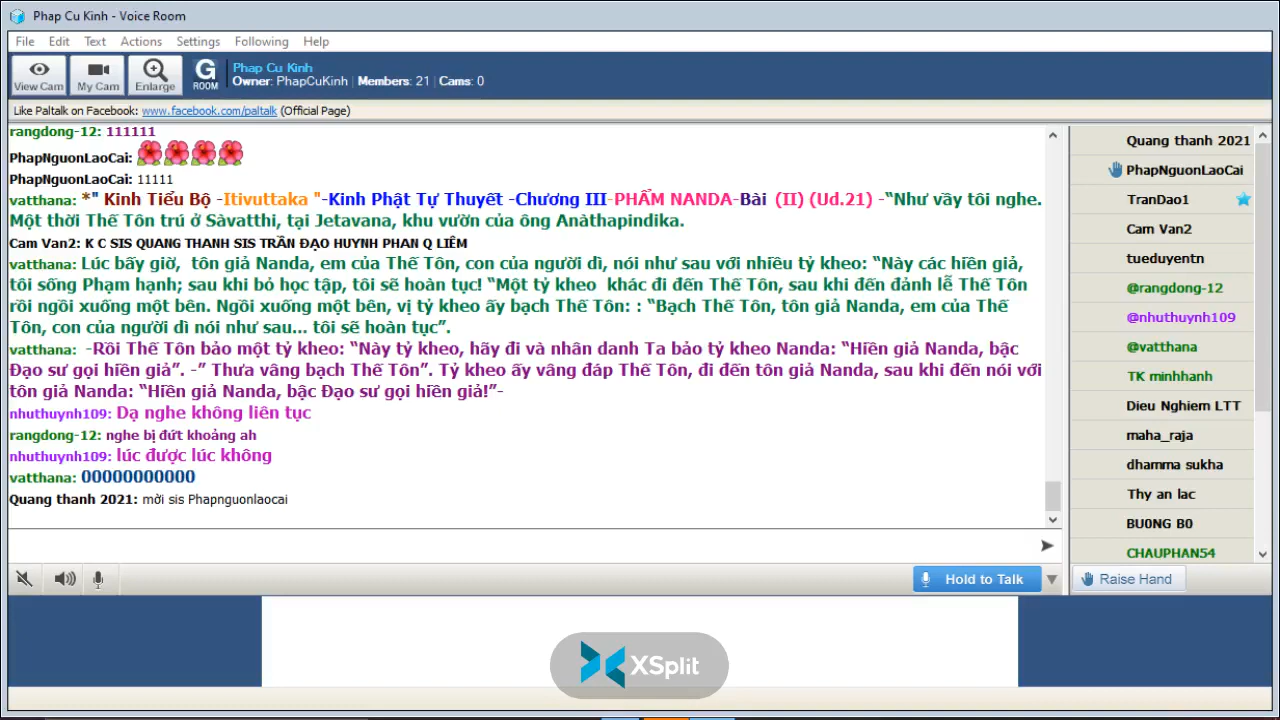 Phap Cu Kinh - Voice Room
File Edit Text Actions Settings Following Help
View Cam My Cam Enlarge G ROOM
Phap Cu Kinh
Owner: PhapCuKinh | Members: 21 | Cams: 0
Like Paltalk on Facebook: www.facebook.com/paltalk (Official Page)
rangdong-12: 111111
PhapNguonLaoCai:
PhapNguonLaoCai: 11111
vatthana: *" Kinh Tiểu Bộ -Itivuttaka "-Kinh Phật Tự Thuyết -Chương III-PHẨM NANDA-Bài (II) (Ud.21) -“Như vầy tôi nghe.
Một thời Thế Tôn trú ở Sàvatthi, tại Jetavana, khu vườn của ông Anàthapindika.
Cam Van2: K C SIS QUANG THANH SIS TRẦN ĐẠO HUYNH PHAN Q LIÊM
vatthana: Lúc bấy giờ, tôn giả Nanda, em của Thế Tôn, con của người dì, nói như sau với nhiều tỷ kheo: “Này các hiền giả,
tôi sống Phạm hạnh; sau khi bỏ học tập, tôi sẽ hoàn tục! “Một tỷ kheo khác đi đến Thế Tôn, sau khi đến đảnh lễ Thế Tôn
rồi ngồi xuống một bên. Ngồi xuống một bên, vị tỷ kheo ấy bạch Thế Tôn: : “Bạch Thế Tôn, tôn giả Nanda, em của Thế
Tôn, con của người dì nói như sau... tôi sẽ hoàn tục”.
vatthana: -Rồi Thế Tôn bảo một tỷ kheo: “Này tỷ kheo, hãy đi và nhân danh Ta bảo tỷ kheo Nanda: “Hiền giả Nanda, bậc
Đạo sư gọi hiền giả”. -” Thưa vâng bạch Thế Tôn”. Tỷ kheo ấy vâng đáp Thế Tôn, đi đến tôn giả Nanda, sau khi đến nói với
tôn giả Nanda: “Hiền giả Nanda, bậc Đạo sư gọi hiền giả!”-
nhuthuynh109: Dạ nghe không liên tục
rangdong-12: nghe bị đứt khoảng ah
nhuthuynh109: lúc được lúc không
vatthana: 00000000000
Quang thanh 2021: mời sis Phapnguonlaocai
Quang thanh 2021
PhapNguonLaoCai
TranDao1
Cam Van2
tueduyentn
@rangdong-12
@nhuthuynh109
@vatthana
TK minhhanh
Dieu Nghiem LTT
maha_raja
dhamma sukha
Thy an lac
BU0NG B0
CHAUPHAN54
Hold to Talk
Raise Hand
XSplit